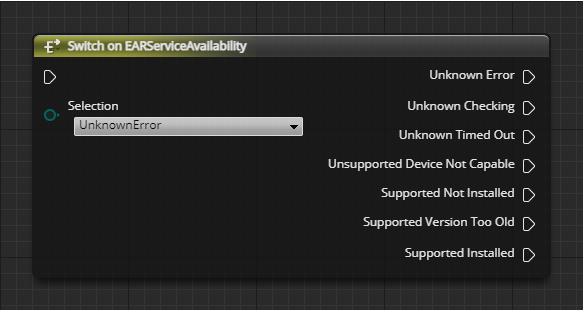 Switch on EARServiceAvailability
Unknown Error
Selection
UnknownError
Unknown Checking
Unknown Timed Out
Unsupported Device Not Capable
Supported Not Installed
Supported Version Too Old
Supported Installed